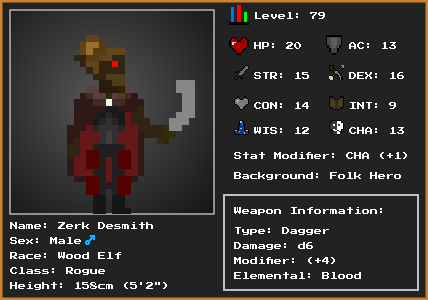 Level: 79
HP: 20 AC: 13
STR: 15 DEX: 16
CON: 14 INT: 9
WIS: 12 CHA: 13
Stat Modifier: CHA (+1)
Background: Folk Hero
Weapon Information:
Type: Dagger
Damage: d6
Modifier: (+4)
Elemental: Blood
Name: Zerk Desmith
Sex: Male♂
Race: Wood Elf
Class: Rogue
Height: 158cm (5'2")